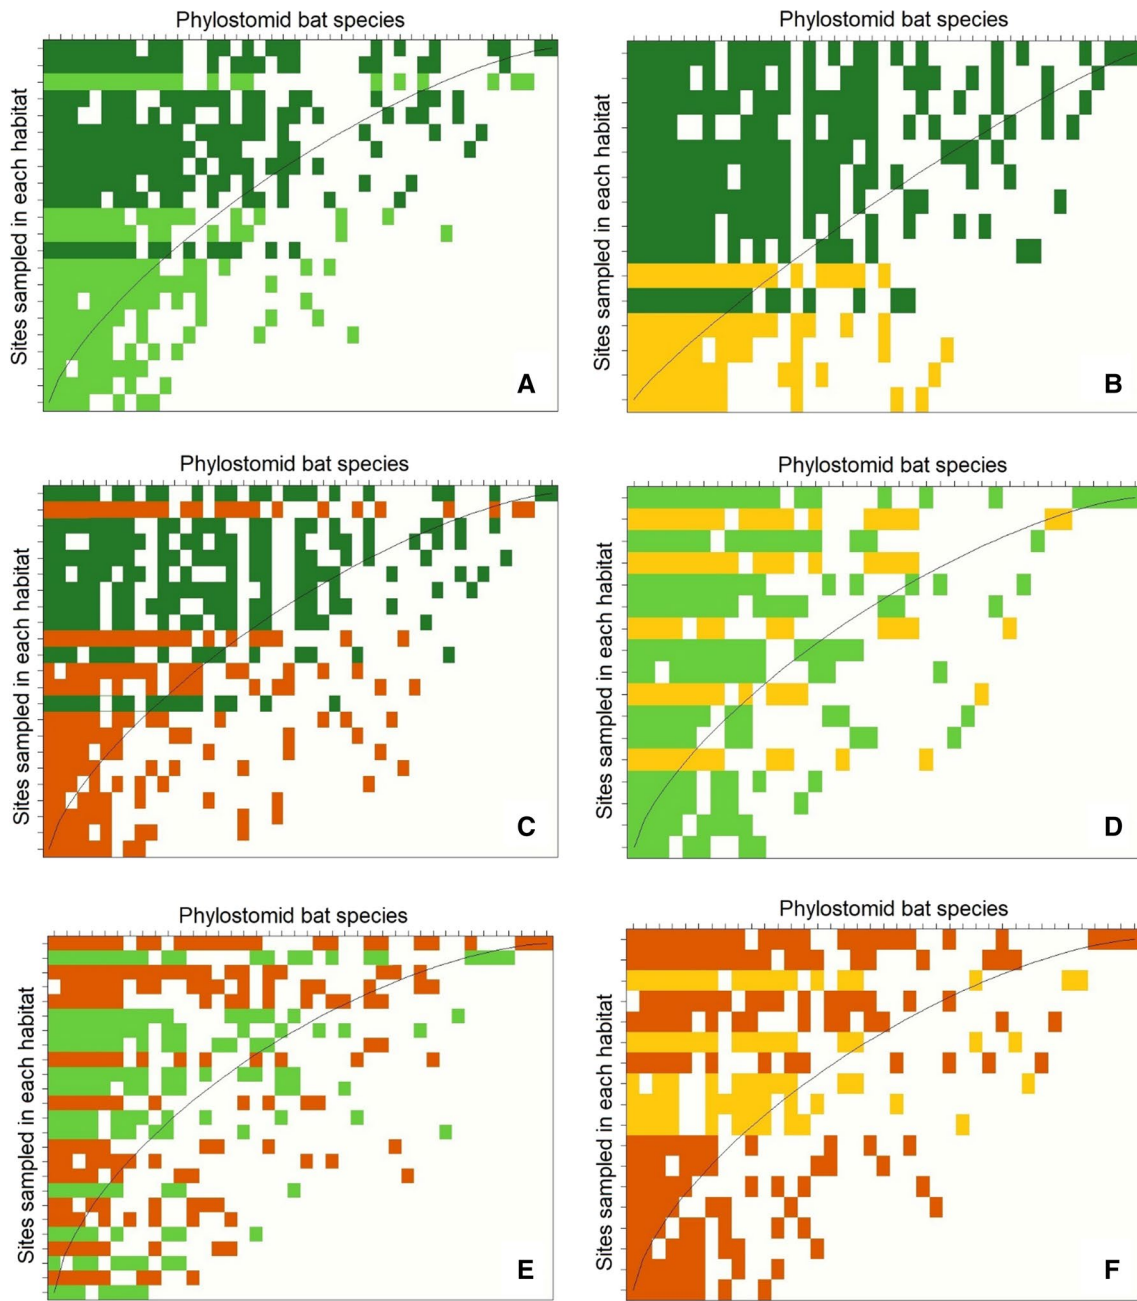 Phylostomid bat species
Sites sampled in each habitat
A
Phylostomid bat species
Sites sampled in each habitat
B
Phylostomid bat species
Sites sampled in each habitat
C
Phylostomid bat species
Sites sampled in each habitat
D
Phylostomid bat species
Sites sampled in each habitat
E
Phylostomid bat species
Sites sampled in each habitat
F